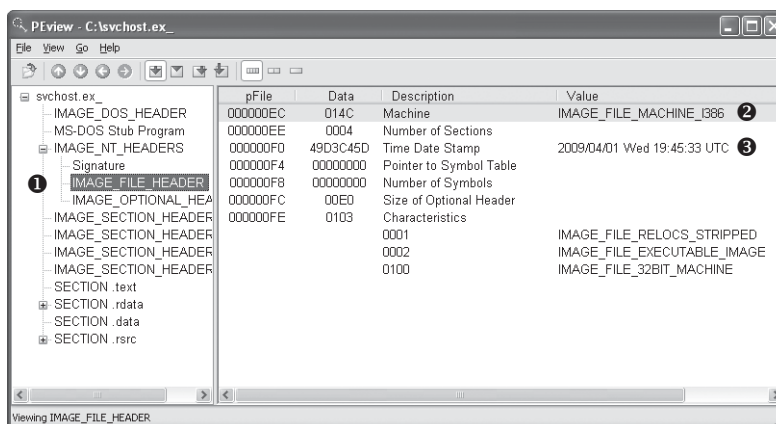 PEview - C:\svchost.ex_
File View Go Help
svchost.ex_
IMAGE_DOS_HEADER
MS-DOS Stub Program
IMAGE_NT_HEADERS
Signature
❶ IMAGE_FILE_HEADER
IMAGE_OPTIONAL_HEA
IMAGE_SECTION_HEADER
IMAGE_SECTION_HEADER
IMAGE_SECTION_HEADER
IMAGE_SECTION_HEADER
SECTION .text
SECTION .rdata
SECTION .data
SECTION .rsrc
pFile Data Description Value
000000EC 014C Machine IMAGE_FILE_MACHINE_I386 ❷
000000EE 0004 Number of Sections
000000F0 49D3C45D Time Date Stamp 2009/04/01 Wed 19:45:33 UTC ❸
000000F4 00000000 Pointer to Symbol Table
000000F8 00000000 Number of Symbols
000000FC 00E0 Size of Optional Header
000000FE 0103 Characteristics
0001 IMAGE_FILE_RELOCS_STRIPPED
0002 IMAGE_FILE_EXECUTABLE_IMAGE
0100 IMAGE_FILE_32BIT_MACHINE
Viewing IMAGE_FILE_HEADER